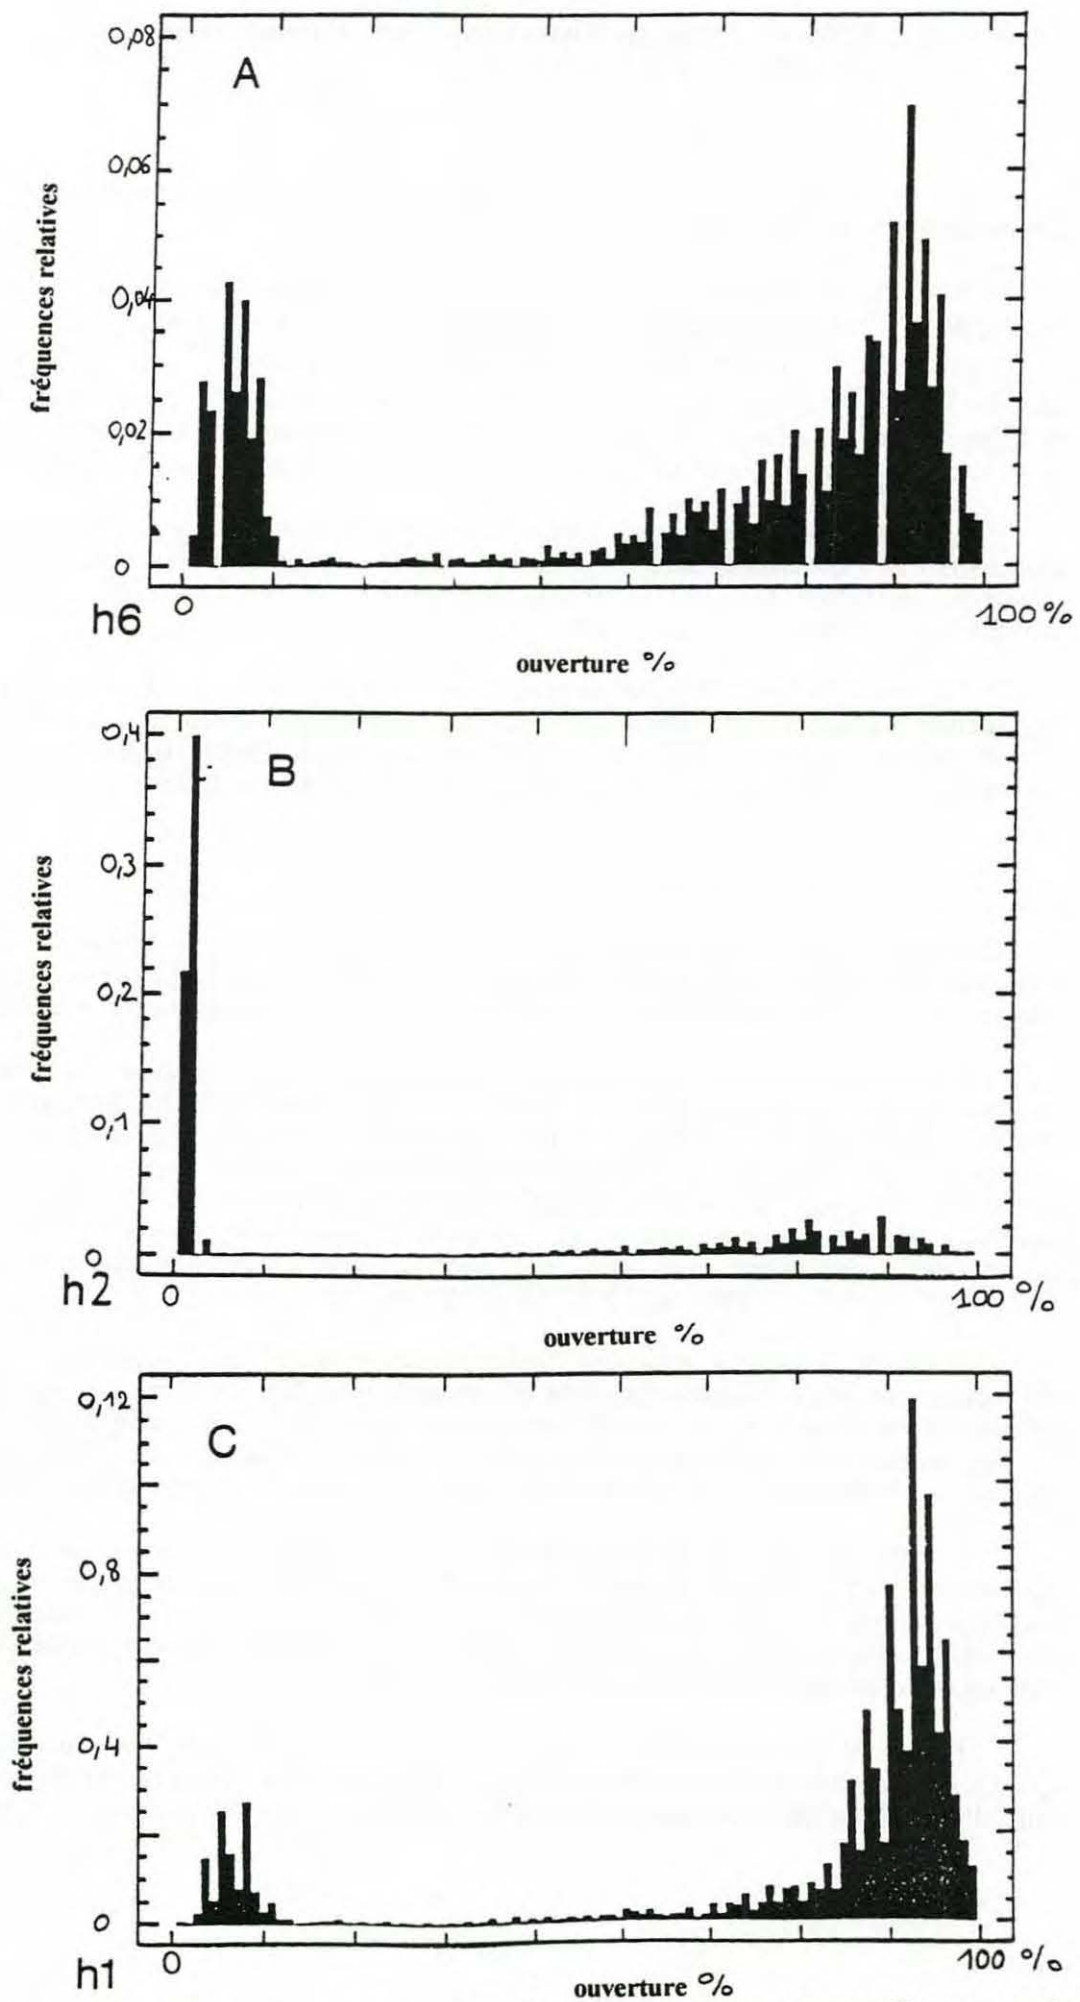 0,08
A
0,06
fréquences relatives
0,04
0,02
0
h6
0
100%
ouverture %
0,4
B
0,3
fréquences relatives
0,2
0,1
0
h2
0
100%
ouverture %
0,12
C
0,8
fréquences relatives
0,4
0
h1
0
100%
ouverture %